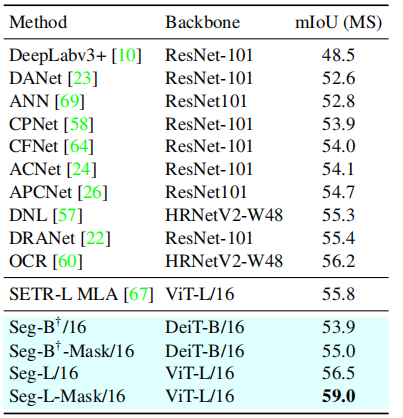 Method Backbone mIoU (MS)
DeepLabv3+ [10] ResNet-101 48.5
DANet [23] ResNet-101 52.6
ANN [69] ResNet101 52.8
CPNet [58] ResNet-101 53.9
CFNet [64] ResNet-101 54.0
ACNet [24] ResNet-101 54.1
APCNet [26] ResNet101 54.7
DNL [57] HRNetV2-W48 55.3
DRANet [22] ResNet-101 55.4
OCR [60] HRNetV2-W48 56.2
SETR-L MLA [67] ViT-L/16 55.8
Seg-B†/16 DeiT-B/16 53.9
Seg-B†-Mask/16 DeiT-B/16 55.0
Seg-L/16 ViT-L/16 56.5
Seg-L-Mask/16 ViT-L/16 59.0